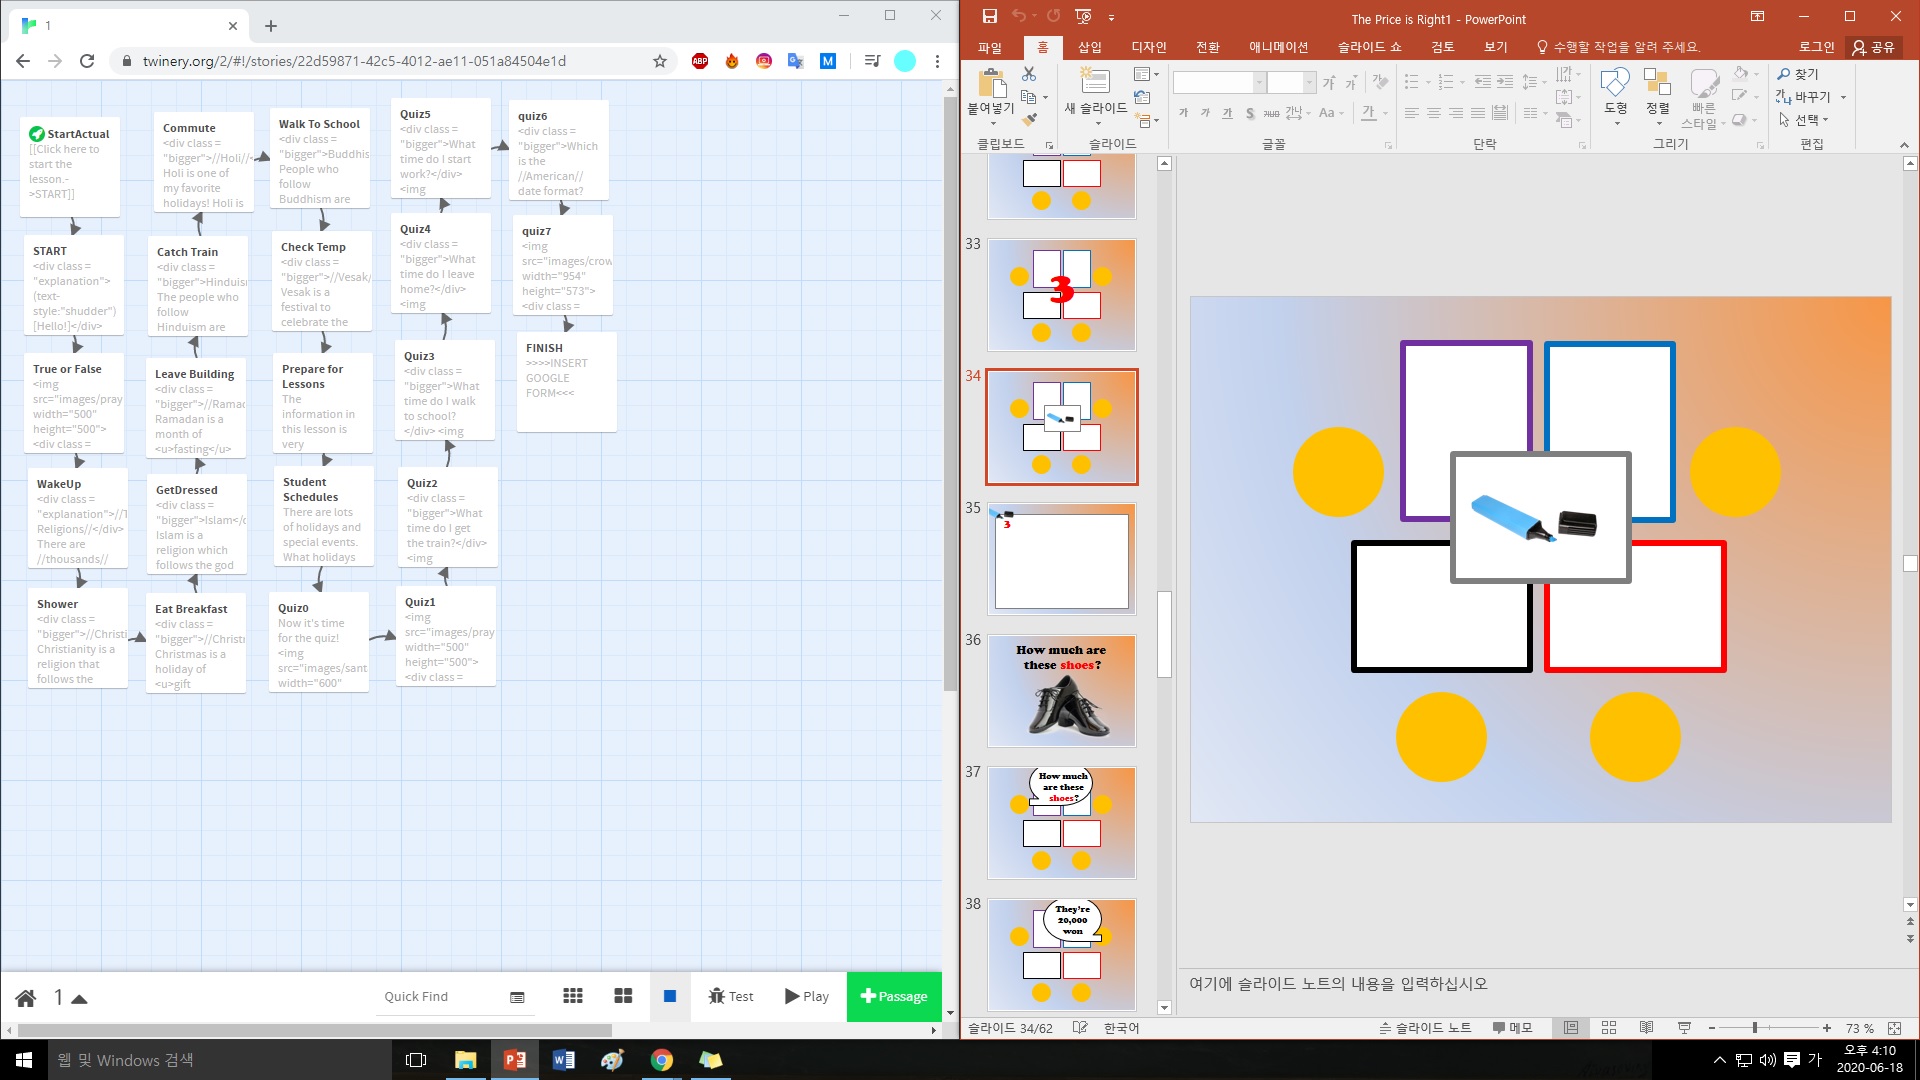 1
twinery.org/2/#!/stories/22d59871-42c5-4012-ae11-051a84504e1d
ABP
M
StartActual
[[Click here to
start the
lesson.-
>START]]
START
<div class =
"explanation">
(text-
style:"shudder")
[Hello!]</div>
True or False
<img
src="images/pray
width="500"
height="500">
<div class =
WakeUp
<div class =
"explanation">//T
Religions//</div>
There are
//thousands//
Shower
<div class =
"bigger">//Christi
Christianity is a
religion that
follows the
Commute
<div class =
"bigger">//Holi//<
Holi is one of
my favorite
holidays! Holi is
Catch Train
<div class =
"bigger">Hinduis
The people who
follow
Hinduism are
Leave Building
<div class =
"bigger">//Ramad
Ramadan is a
month of
<u>fasting</u>
GetDressed
<div class =
"bigger">Islam</d
Islam is a
religion which
follows the god
Eat Breakfast
<div class =
"bigger">//Christm
Christmas is a
holiday of
<u>gift
Walk To School
<div class =
"bigger">Buddhis
People who
follow
Buddhism are
Check Temp
<div class =
"bigger">//Vesak/
Vesak is a
festival to
celebrate the
Prepare for
Lessons
The
information in
this lesson is
very
Student
Schedules
There are lots
of holidays and
special events.
What holidays
Quiz0
Now it's time
for the quiz!
<img
src="images/sant
width="600"
Quiz5
<div class =
"bigger">What
time do I start
work?</div>
<img
Quiz4
<div class =
"bigger">What
time do I leave
home?</div>
<img
Quiz3
<div class =
"bigger">What
time do I walk
to school?
</div> <img
Quiz2
<div class =
"bigger">What
time do I get
the train?</div>
<img
Quiz1
<img
src="images/pray
width="500"
height="500">
<div class =
quiz6
<div class =
"bigger">Which
is the
//American//
date format?
quiz7
<img
src="images/crow
width="954"
height="573">
<div class =
FINISH
>>>>INSERT
GOOGLE
FORM<<<
1
Quick Find
Test
Play
Passage
The Price is Right1 - PowerPoint
파일 홈 삽입 디자인 전환 애니메이션 슬라이드 쇼 검토 보기 수행할 작업을 알려 주세요. 로그인 공유
붙여넣기
클립보드
새 슬라이드
슬라이드
가 가 가 S abc 간나 Aa 가
글꼴
단락
도형
정렬
빠른
스타일
그리기
찾기
바꾸기
선택
편집
33
3
34
35
3
36
How much are
these shoes?
37
How much
are these
shoes?
38
They're
20,000
won
여기에 슬라이드 노트의 내용을 입력하십시오
슬라이드 34/62 한국어 슬라이드 노트 메모 73 %
웹 및 Windows 검색
가
오후 4:10
2020-06-18